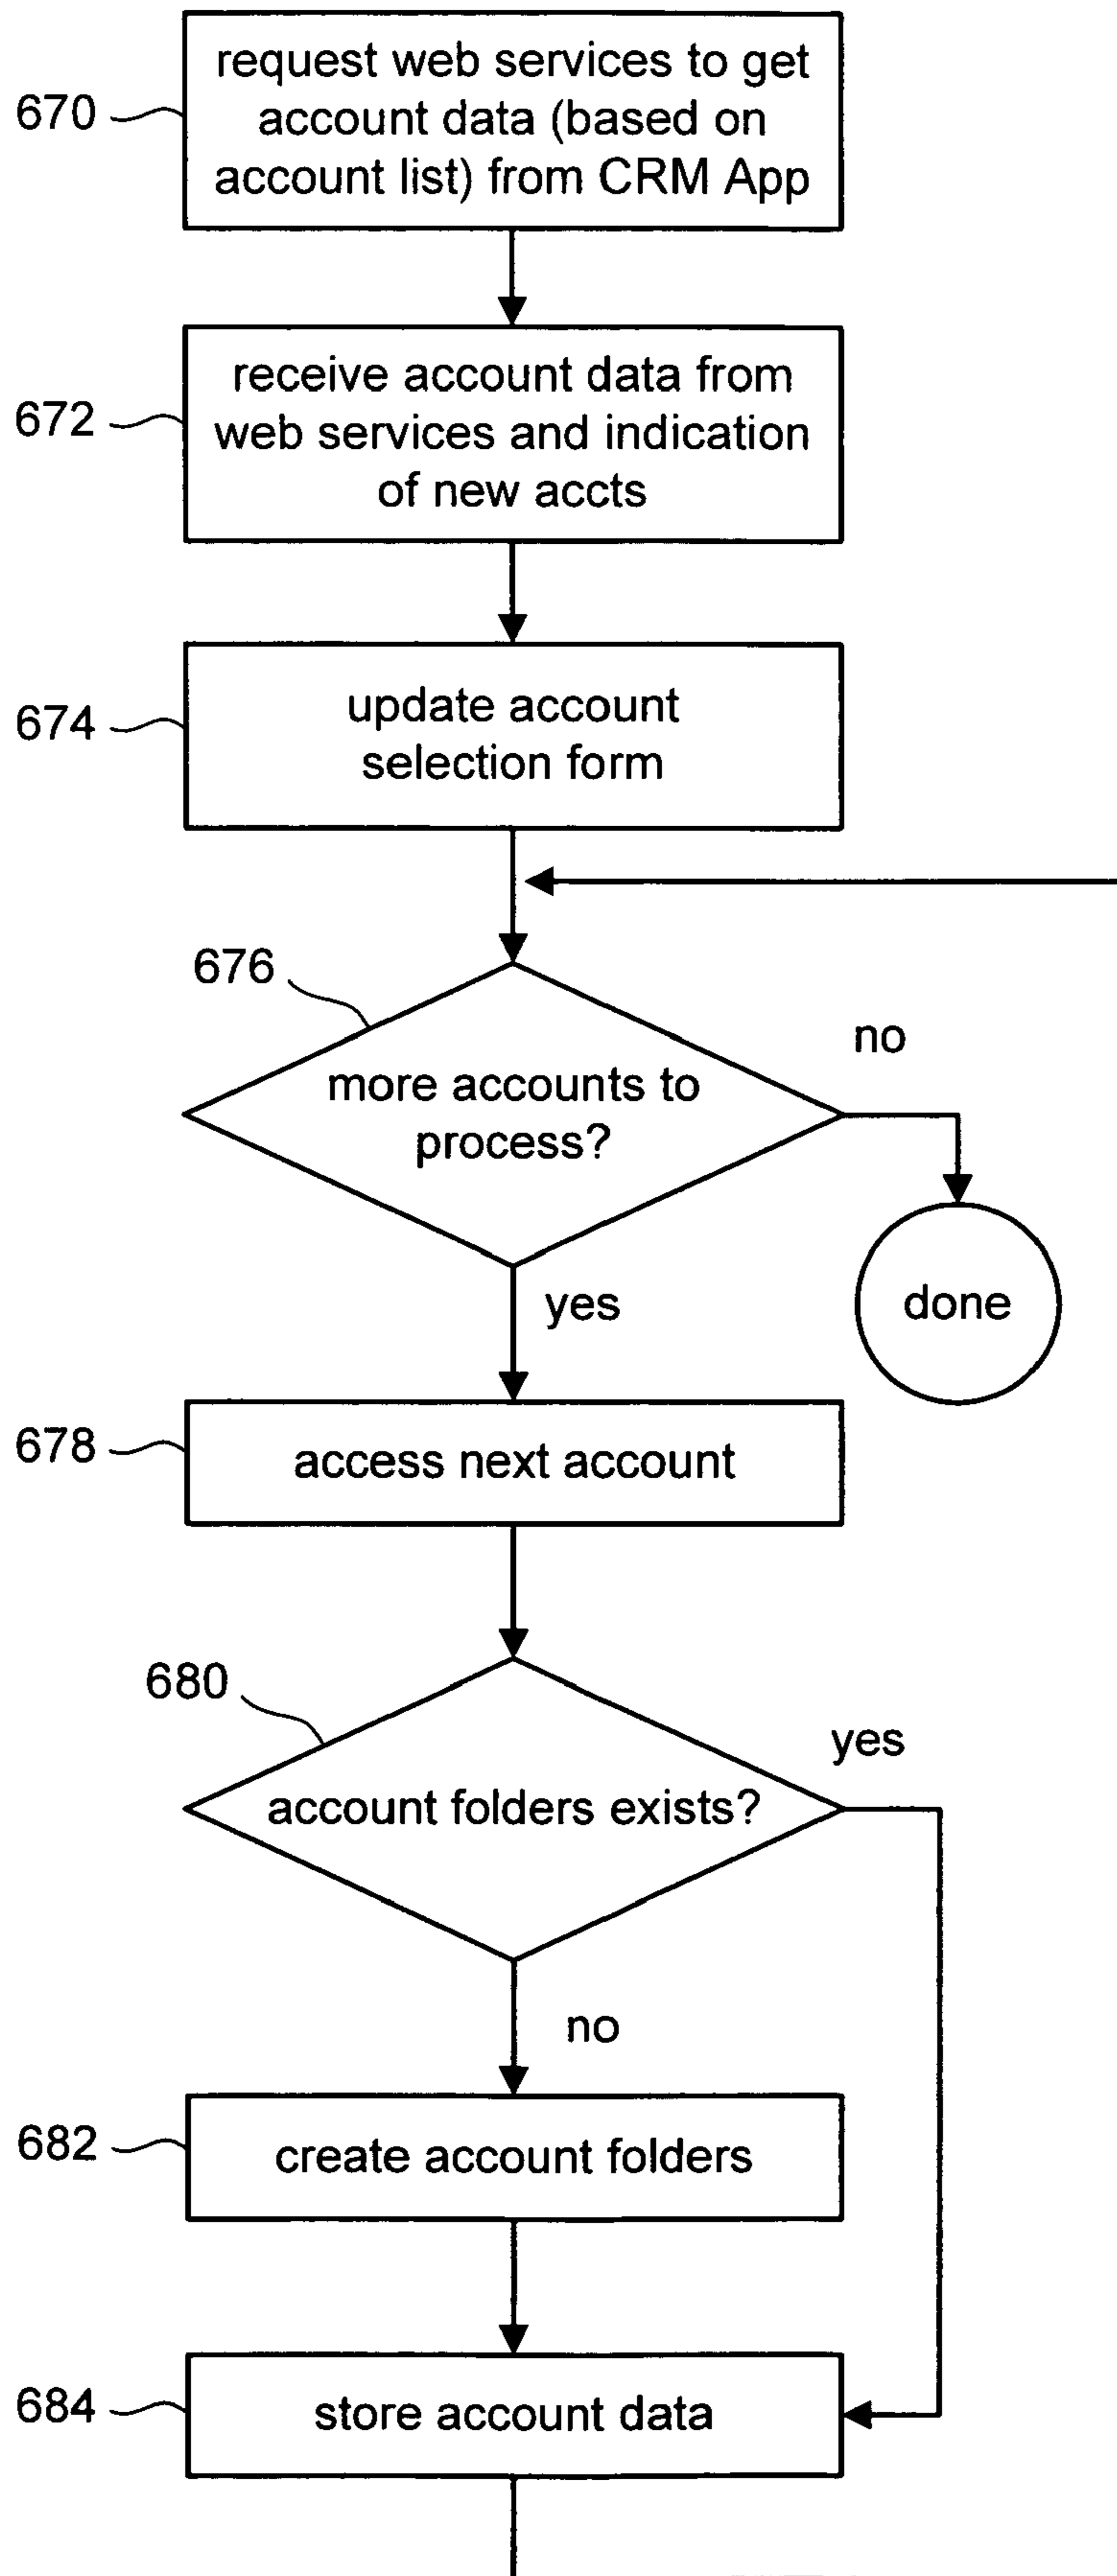 request web services to get
account data (based on
account list) from CRM App
670
receive account data from
web services and indication
of new accts
672
update account
selection form
674
676
more accounts to
process?
no
done
yes
678
access next account
680
account folders exists?
yes
no
682
create account folders
684
store account data